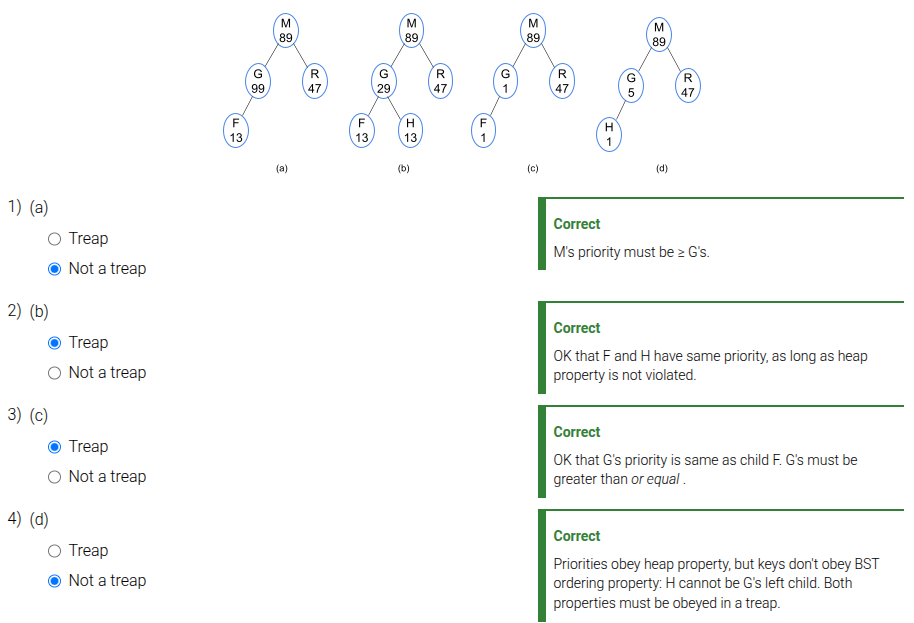 M
89
G
99
R
47
F
13
(a)
M
89
G
29
R
47
F
13
H
13
(b)
M
89
G
1
R
47
F
1
(c)
M
89
G
5
R
47
H
1
(d)
1) (a)
Treap
Not a treap
Correct
M's priority must be ≥ G's.
2) (b)
Treap
Not a treap
Correct
OK that F and H have same priority, as long as heap
property is not violated.
3) (c)
Treap
Not a treap
Correct
OK that G's priority is same as child F. G's must be
greater than or equal .
4) (d)
Treap
Not a treap
Correct
Priorities obey heap property, but keys don't obey BST
ordering property: H cannot be G's left child. Both
properties must be obeyed in a treap.